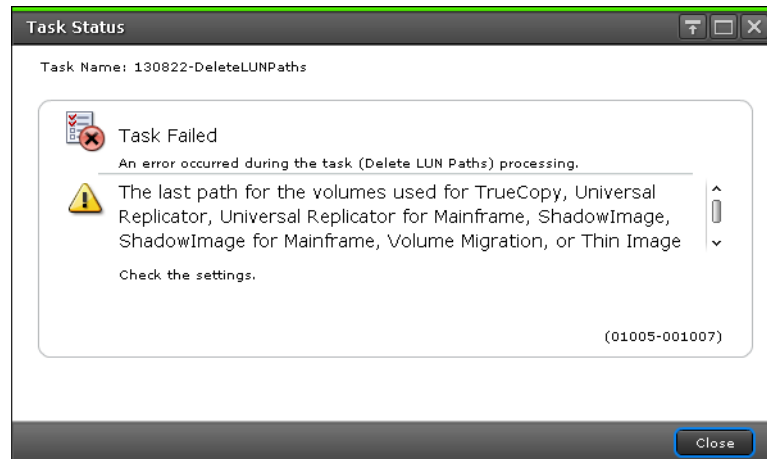 Task Status
Task Name: 130822-DeleteLUNPaths
Task Failed
An error occurred during the task (Delete LUN Paths) processing.
The last path for the volumes used for TrueCopy, Universal
Replicator, Universal Replicator for Mainframe, ShadowImage,
ShadowImage for Mainframe, Volume Migration, or Thin Image
Check the settings.
(01005-001007)
Close